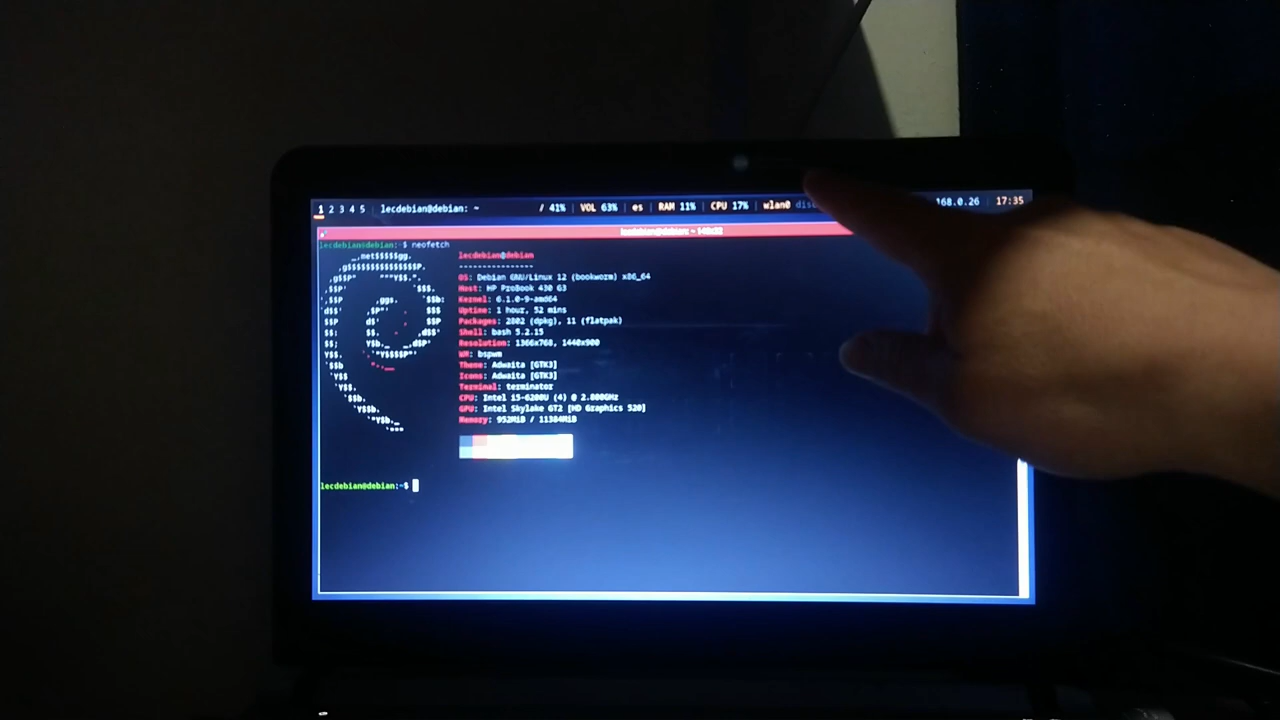 1 2 3 4 5 | lecdebian@debian: ~ / 41% | VOL 63% | es | RAM 11% | CPU 17% | wlan0 168.0.26 | 17:35
lecdebian@debian:~$ neofetch
lecdebian@debian
----------------
OS: Debian GNU/Linux 12 (bookworm) x86_64
Host: HP ProBook 430 G3
Kernel: 6.1.0-9-amd64
Uptime: 1 hour, 52 mins
Packages: 2802 (dpkg), 11 (flatpak)
Shell: bash 5.2.15
Resolution: 1366x768, 1440x900
WM: bspwm
Theme: Adwaita [GTK3]
Icons: Adwaita [GTK3]
Terminal: terminator
CPU: Intel i5-6200U (4) @ 2.800GHz
GPU: Intel Skylake GT2 [HD Graphics 520]
Memory: 952MiB / 11384MiB
lecdebian@debian:~$